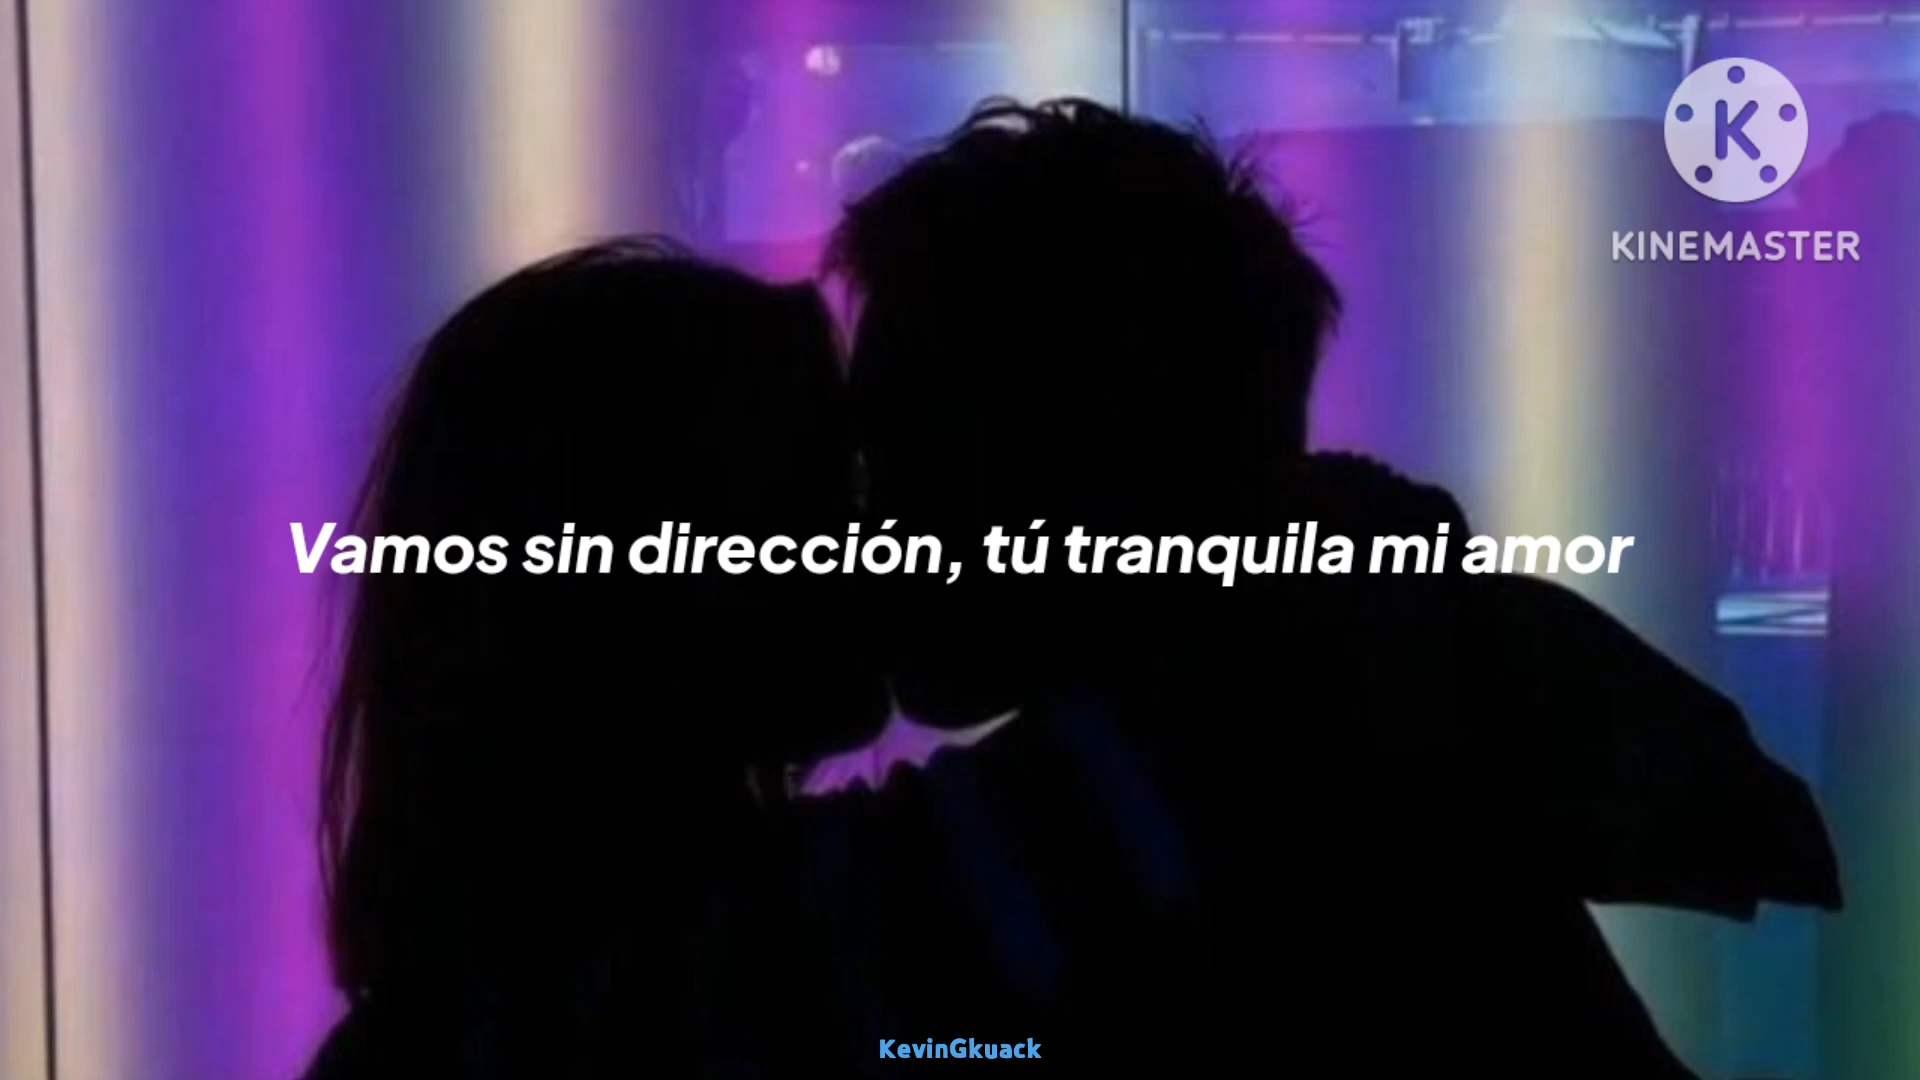 K
KINEMASTER
Vamos sin dirección, tú tranquila mi amor
KevinGkuack